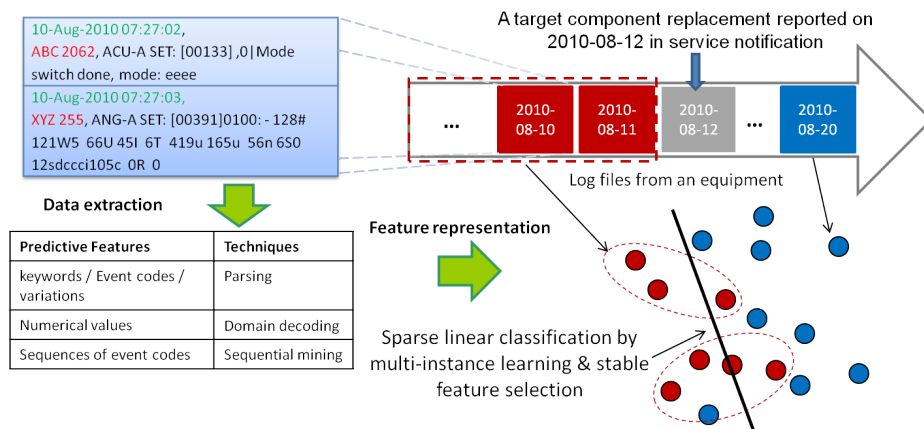 10-Aug-2010 07:27:02,
ABC 2062, ACU-A SET: [00133] ,0|Mode
switch done, mode: eeee
10-Aug-2010 07:27:03,
XYZ 255, ANG-A SET: [00391]0100: - 128#
121W5 66U 45I 6T 419u 165u 56n 6S0
12sdccci105c 0R 0
A target component replacement reported on
2010-08-12 in service notification
...
2010-
08-10
2010-
08-11
2010-
08-12
...
2010-
08-20
Log files from an equipment
Data extraction
Predictive Features Techniques
keywords / Event codes / Parsing
variations
Numerical values Domain decoding
Sequences of event codes Sequential mining
Feature representation
Sparse linear classification by
multi-instance learning & stable
feature selection